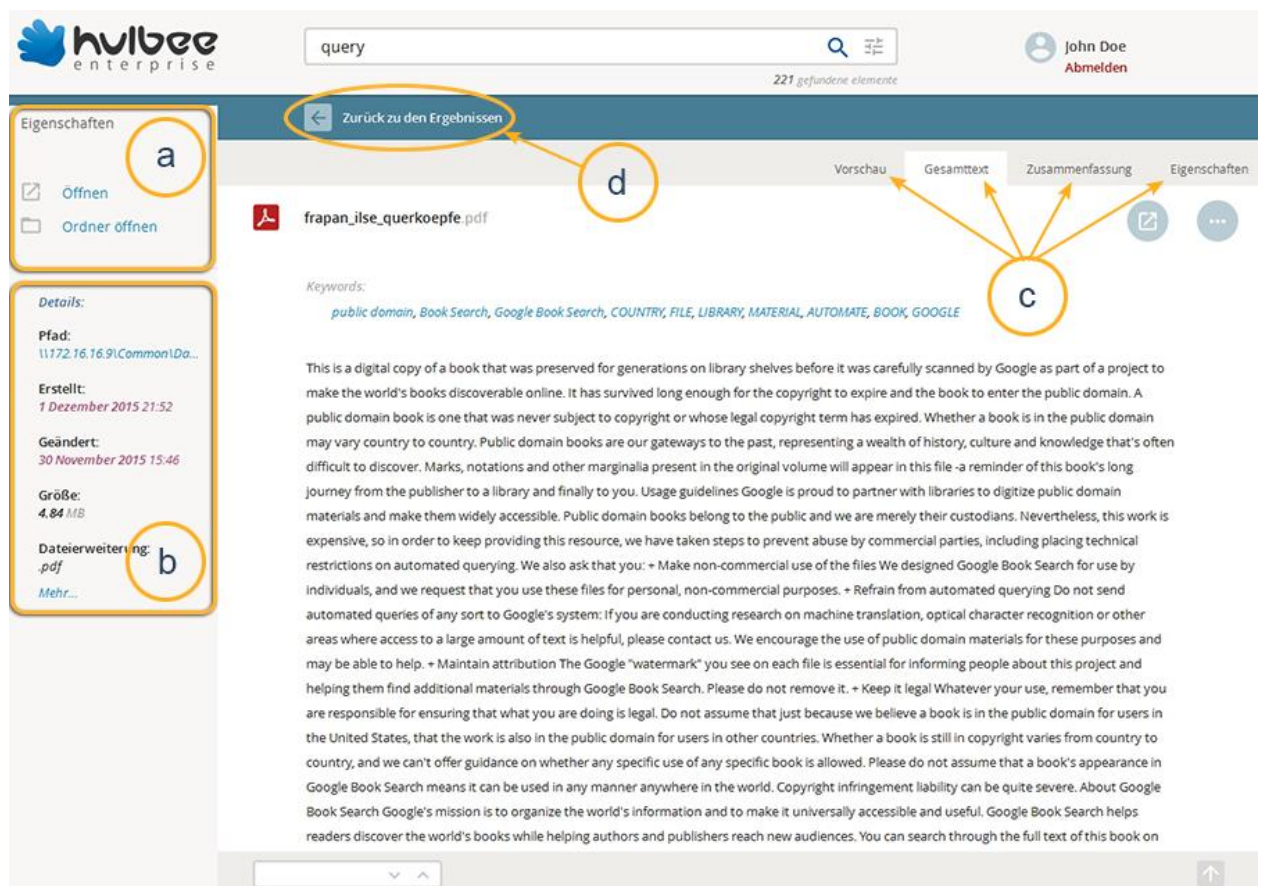 hulbee
enterprise
query
221 gefundene elemente
John Doe
Abmelden
Zurück zu den Ergebnissen
Eigenschaften
a
Öffnen
Ordner öffnen
d
Vorschau
Gesamttext
Zusammenfassung
Eigenschaften
frapan_ilse_querkoepfe.pdf
c
Keywords:
public domain, Book Search, Google Book Search, COUNTRY, FILE, LIBRARY, MATERIAL, AUTOMATE, BOOK, GOOGLE
Details:
Pfad:
\\172.16.16.9\Common\Da...
Erstellt:
1 Dezember 2015 21:52
Geändert:
30 November 2015 15:46
Größe:
4.84 MB
Dateierweiterung:
.pdf
b
Mehr...
This is a digital copy of a book that was preserved for generations on library shelves before it was carefully scanned by Google as part of a project to
make the world's books discoverable online. It has survived long enough for the copyright to expire and the book to enter the public domain. A
public domain book is one that was never subject to copyright or whose legal copyright term has expired. Whether a book is in the public domain
may vary country to country. Public domain books are our gateways to the past, representing a wealth of history, culture and knowledge that's often
difficult to discover. Marks, notations and other marginalia present in the original volume will appear in this file -a reminder of this book's long
journey from the publisher to a library and finally to you. Usage guidelines Google is proud to partner with libraries to digitize public domain
materials and make them widely accessible. Public domain books belong to the public and we are merely their custodians. Nevertheless, this work is
expensive, so in order to keep providing this resource, we have taken steps to prevent abuse by commercial parties, including placing technical
restrictions on automated querying. We also ask that you: + Make non-commercial use of the files We designed Google Book Search for use by
individuals, and we request that you use these files for personal, non-commercial purposes. + Refrain from automated querying Do not send
automated queries of any sort to Google's system: If you are conducting research on machine translation, optical character recognition or other
areas where access to a large amount of text is helpful, please contact us. We encourage the use of public domain materials for these purposes and
may be able to help. + Maintain attribution The Google "watermark" you see on each file is essential for informing people about this project and
helping them find additional materials through Google Book Search. Please do not remove it. + Keep it legal Whatever your use, remember that you
are responsible for ensuring that what you are doing is legal. Do not assume that just because we believe a book is in the public domain for users in
the United States, that the work is also in the public domain for users in other countries. Whether a book is still in copyright varies from country to
country, and we can't offer guidance on whether any specific use of any specific book is allowed. Please do not assume that a book's appearance in
Google Book Search means it can be used in any manner anywhere in the world. Copyright infringement liability can be quite severe. About Google
Book Search Google's mission is to organize the world's information and to make it universally accessible and useful. Google Book Search helps
readers discover the world's books while helping authors and publishers reach new audiences. You can search through the full text of this book on